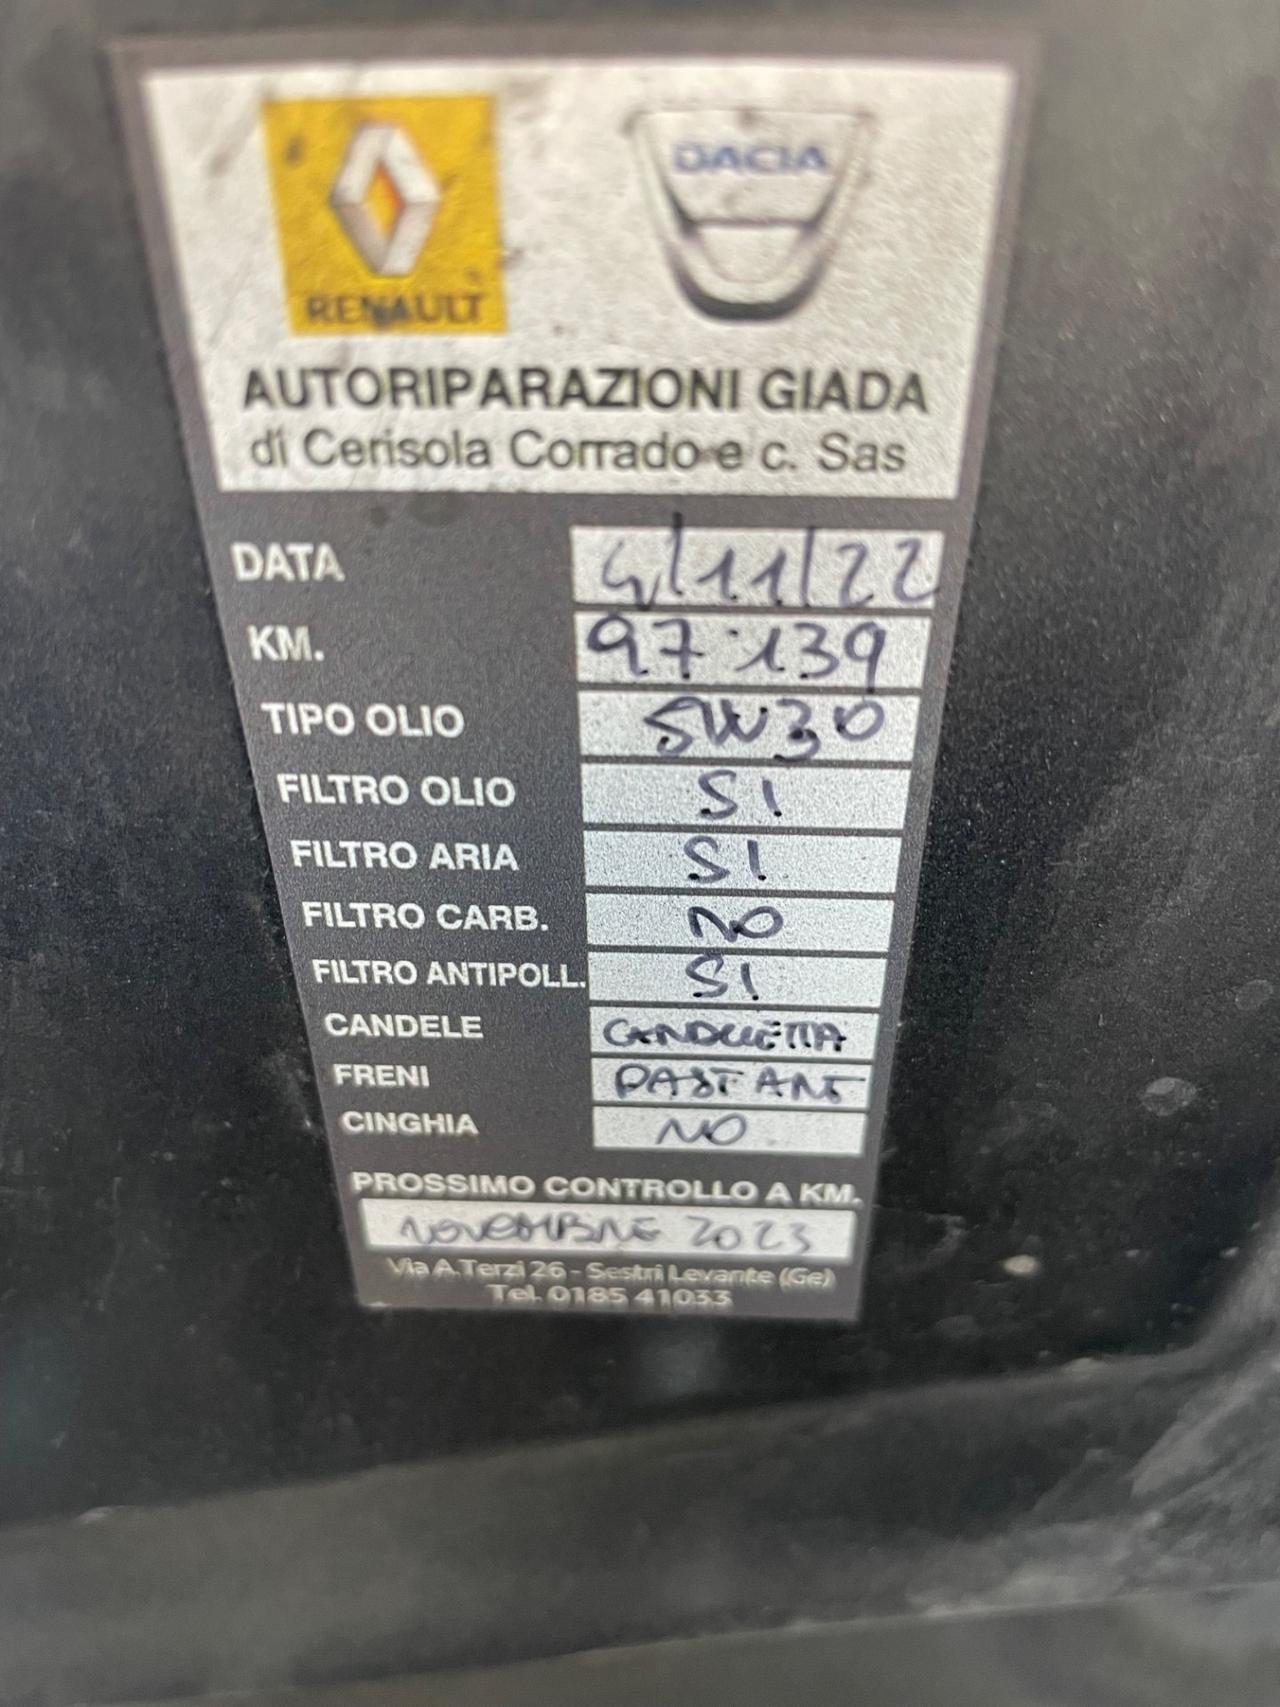 RENAULT
DACIA
AUTORIPARAZIONI GIADA
di Cerisola Corrado e c. Sas
DATA 4/11/22
KM. 97.139
TIPO OLIO 5W30
FILTRO OLIO SI
FILTRO ARIA SI
FILTRO CARB. NO
FILTRO ANTIPOLL. SI
CANDELE
FRENI PAST ANT
CINGHIA NO
PROSSIMO CONTROLLO A KM.
NOVEMBRE 2023
Via A.Terzi 26 - Sestri Levante (Ge)
Tel. 0185 41033